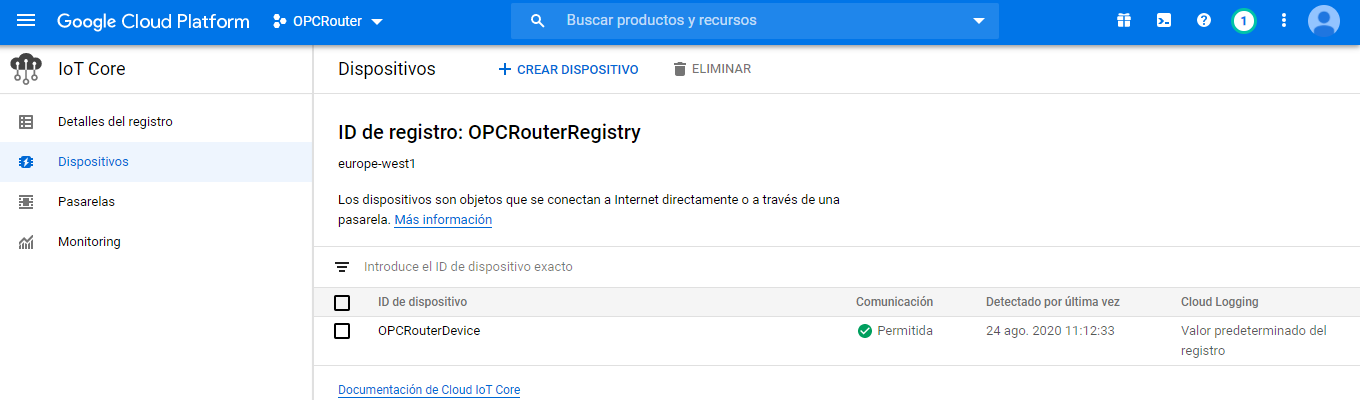 Google Cloud Platform
OPCRouter
Buscar productos y recursos
1
IoT Core
Dispositivos
CREAR DISPOSITIVO
ELIMINAR
Detalles del registro
Dispositivos
Pasarelas
Monitoring
ID de registro: OPCRouterRegistry
europe-west1
Los dispositivos son objetos que se conectan a Internet directamente o a través de una
pasarela. Más información
Introduce el ID de dispositivo exacto
ID de dispositivo Comunicación Detectado por última vez Cloud Logging
OPCRouterDevice Permitida 24 ago. 2020 11:12:33 Valor predeterminado del
registro
Documentación de Cloud IoT Core